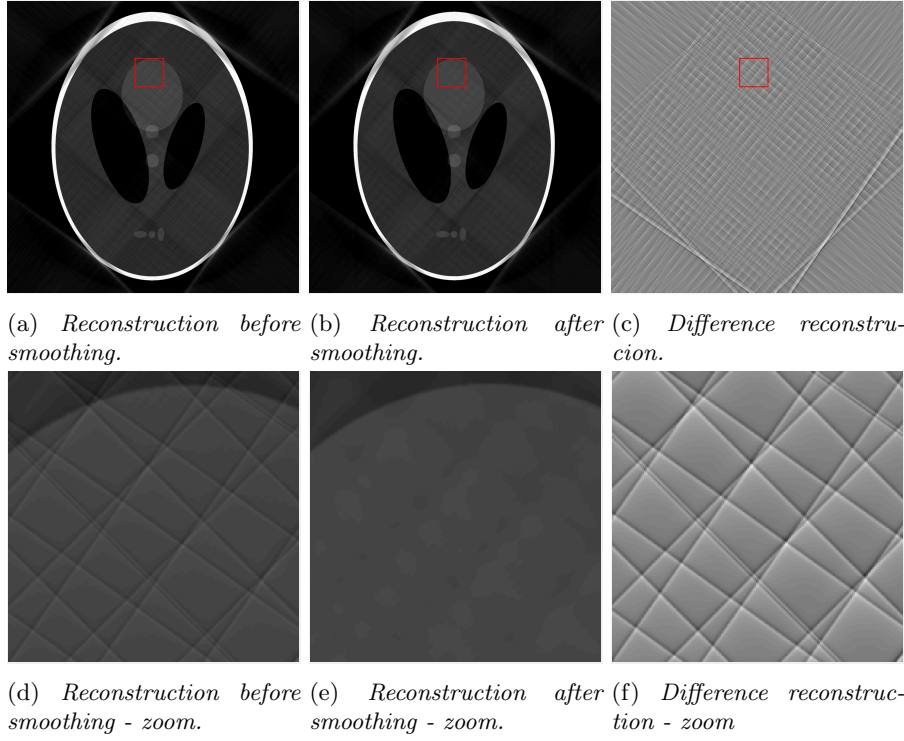 (a) Reconstruction before
smoothing.
(b) Reconstruction after
smoothing.
(c) Difference reconstru-
cion.
(d) Reconstruction before
smoothing - zoom.
(e) Reconstruction after
smoothing - zoom.
(f) Difference reconstruc-
tion - zoom